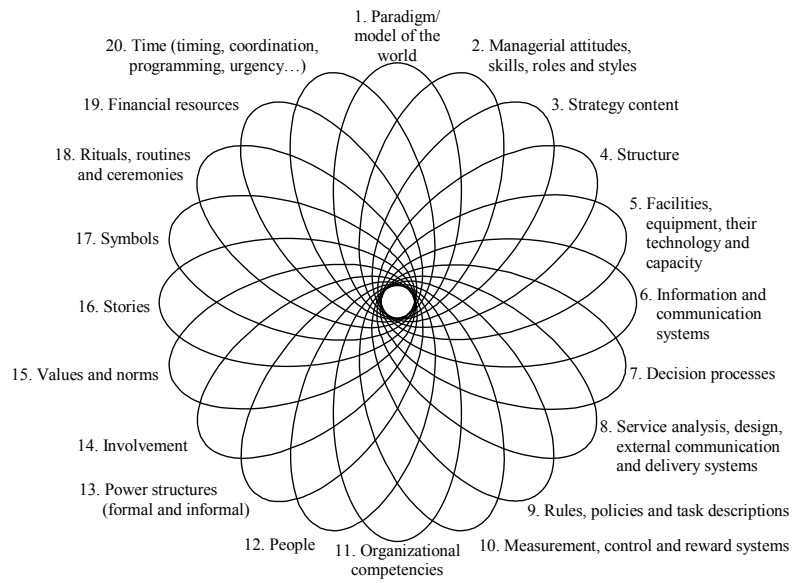 1. Paradigm/
model of the
world
2. Managerial attitudes,
skills, roles and styles
3. Strategy content
4. Structure
5. Facilities,
equipment, their
technology and
capacity
6. Information and
communication
systems
7. Decision processes
8. Service analysis, design,
external communication
and delivery systems
9. Rules, policies and task descriptions
10. Measurement, control and reward systems
11. Organizational
competencies
12. People
13. Power structures
(formal and informal)
14. Involvement
15. Values and norms
16. Stories
17. Symbols
18. Rituals, routines
and ceremonies
19. Financial resources
20. Time (timing, coordination,
programming, urgency…)